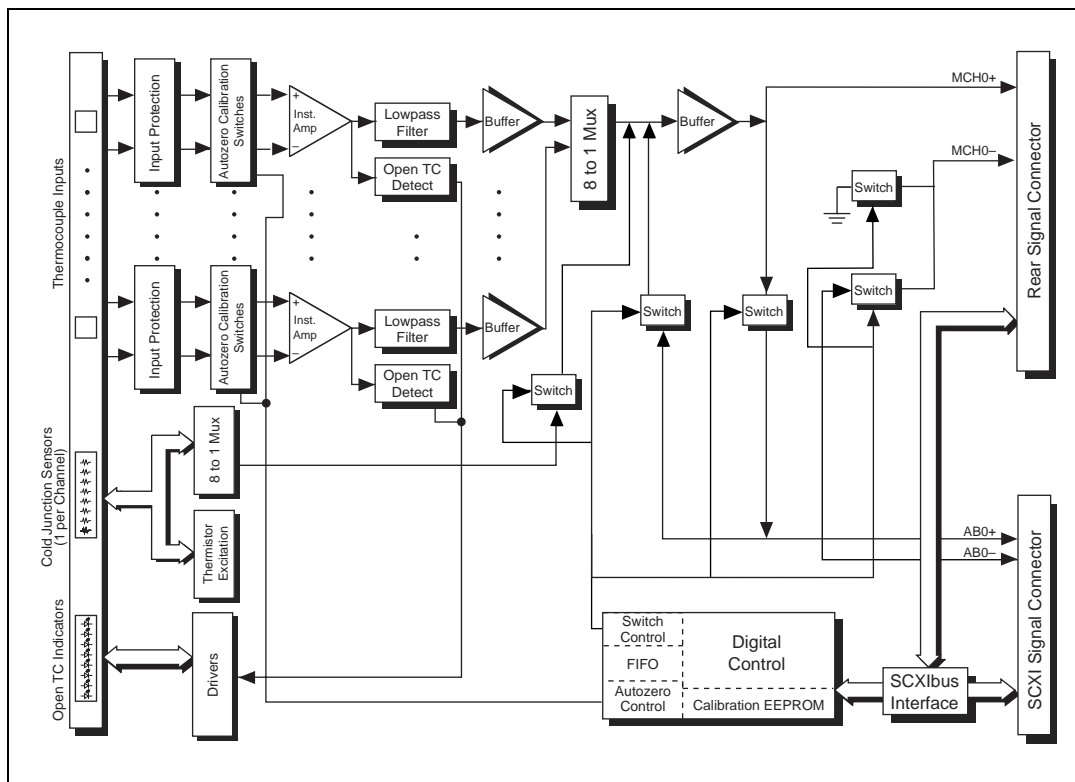 Thermocouple Inputs
Input Protection
Autozero Calibration
Switches
+
Inst.
Amp
−
Lowpass
Filter
Open TC
Detect
Buffer
8 to 1 Mux
Buffer
MCH0+
MCH0−
Switch
Rear Signal Connector
Input Protection
Autozero Calibration
Switches
+
Inst.
Amp
−
Lowpass
Filter
Open TC
Detect
Buffer
Switch
Switch
Switch
Switch
Cold Junction Sensors
(1 per Channel)
8 to 1 Mux
Thermistor
Excitation
AB0+
AB0−
SCXI Signal Connector
Open TC Indicators
Drivers
Switch
Control
FIFO
Autozero
Control
Digital
Control
Calibration EEPROM
SCXIbus
Interface